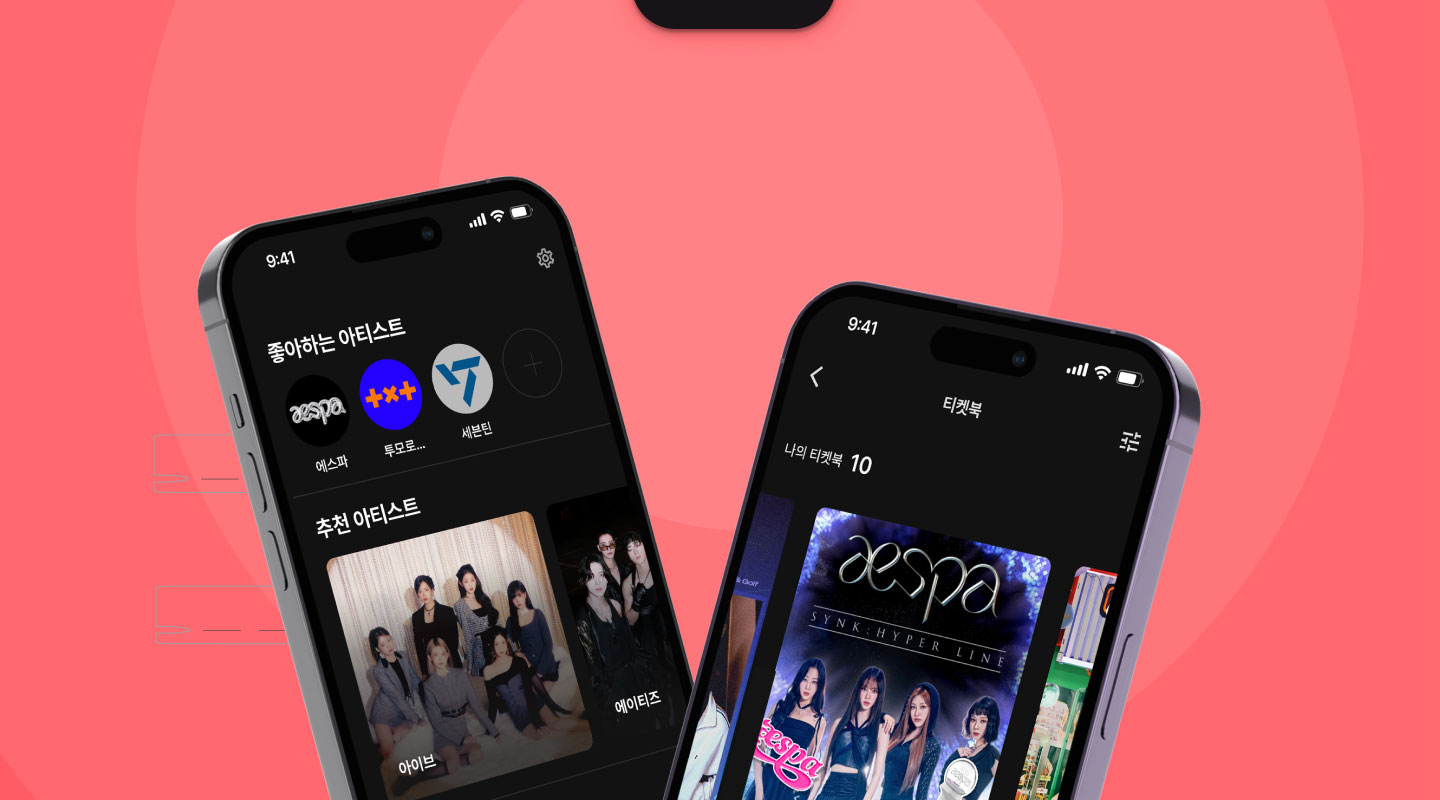 9:41
좋아하는 아티스트
aespa
t×t
에스파
투모로...
세븐틴
추천 아티스트
아이브
에이티즈
9:41
티켓북
나의 티켓북 10
& Golf
aespa
SYNK : HYPER LINE
aespa
aespa